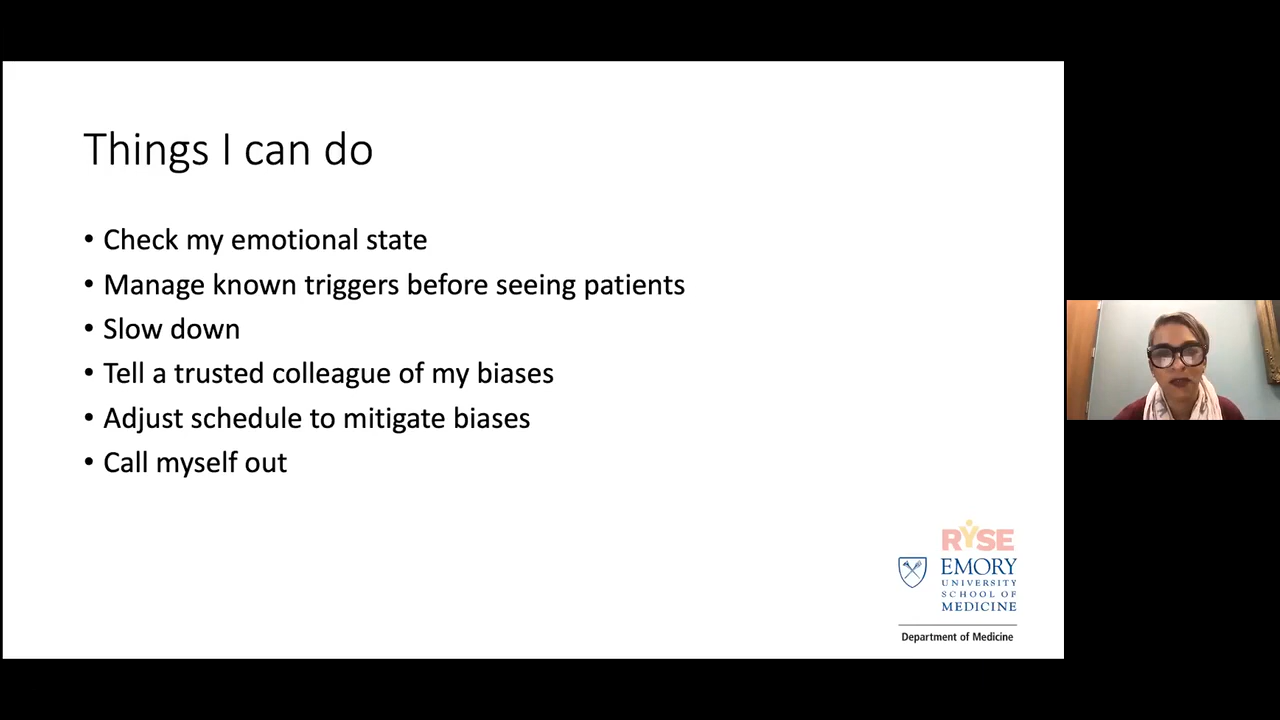 Things I can do
• Check my emotional state
• Manage known triggers before seeing patients
• Slow down
• Tell a trusted colleague of my biases
• Adjust schedule to mitigate biases
• Call myself out
RYSE
EMORY
UNIVERSITY
SCHOOL OF
MEDICINE
Department of Medicine